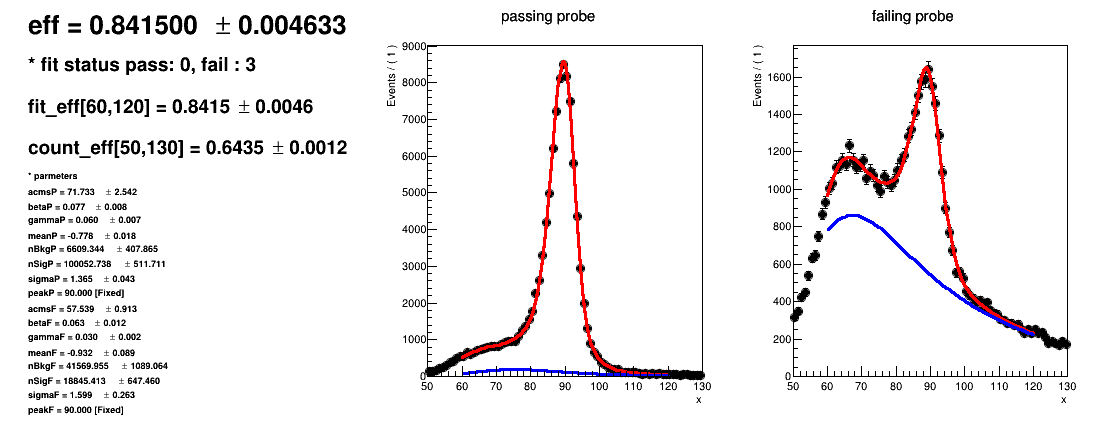 eff = 0.841500 ± 0.004633
* fit status pass: 0, fail : 3
fit_eff[60,120] = 0.8415 ± 0.0046
count_eff[50,130] = 0.6435 ± 0.0012
* parmeters
acmsP = 71.733 ± 2.542
betaP = 0.077 ± 0.008
gammaP = 0.060 ± 0.007
meanP = -0.778 ± 0.018
nBkgP = 6609.344 ± 407.865
nSigP = 100052.738 ± 511.711
sigmaP = 1.365 ± 0.043
peakP = 90.000 [Fixed]
acmsF = 57.539 ± 0.913
betaF = 0.063 ± 0.012
gammaF = 0.030 ± 0.002
meanF = -0.932 ± 0.089
nBkgF = 41569.955 ± 1089.064
nSigF = 18845.413 ± 647.460
sigmaF = 1.599 ± 0.263
peakF = 90.000 [Fixed]
passing probe
Events / ( 1 )
9000
8000
7000
6000
5000
4000
3000
2000
1000
0
50 60 70 80 90 100 110 120 130
x
failing probe
Events / ( 1 )
1600
1400
1200
1000
800
600
400
200
0
50 60 70 80 90 100 110 120 130
x